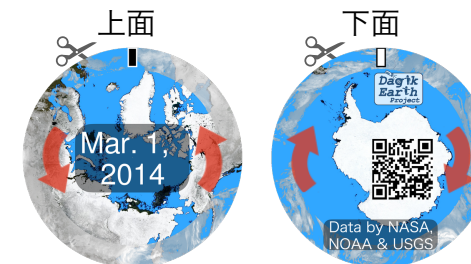 上面
下面
Mar. 1,
2014
Dagik
Earth
Project
Data by NASA,
NOAA & USGS